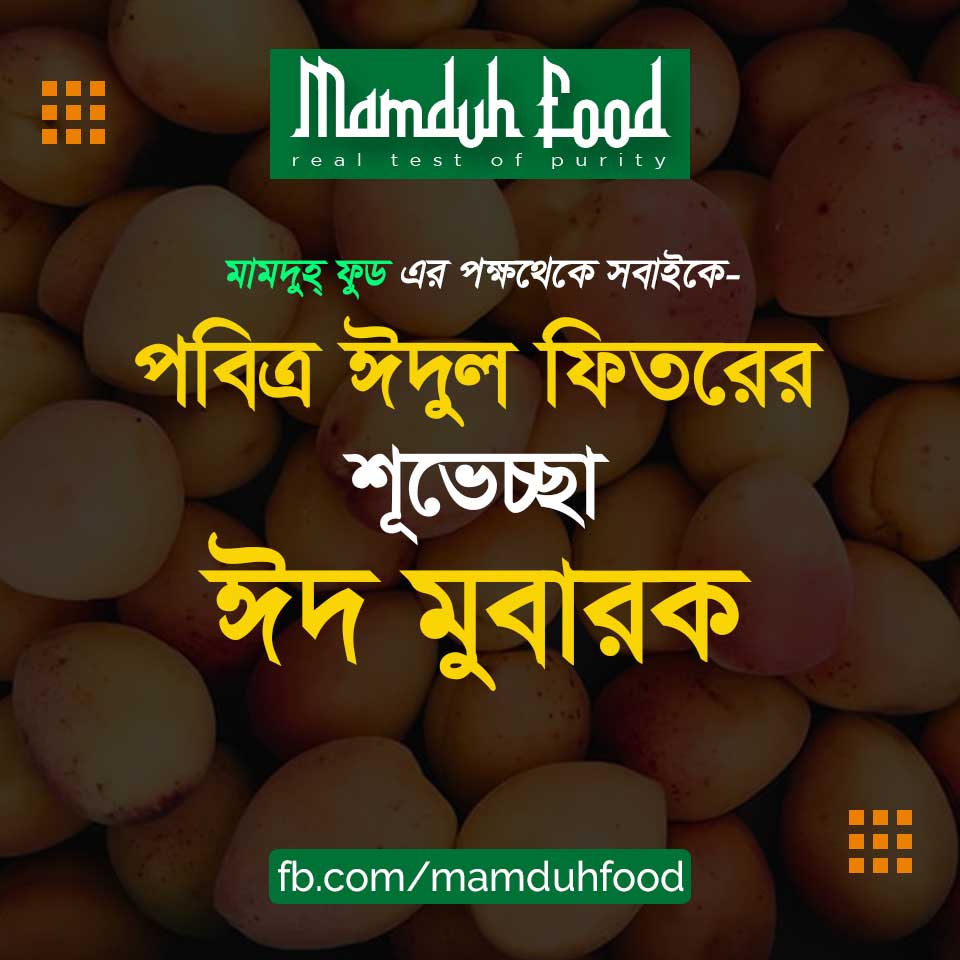 Mamduh Food
real test of purity
মামদুহ্ ফুড এর পক্ষথেকে সবাইকে-
পবিত্র ঈদুল ফিতরের
শূভেচ্ছা
ঈদ মুবারক
fb.com/mamduhfood